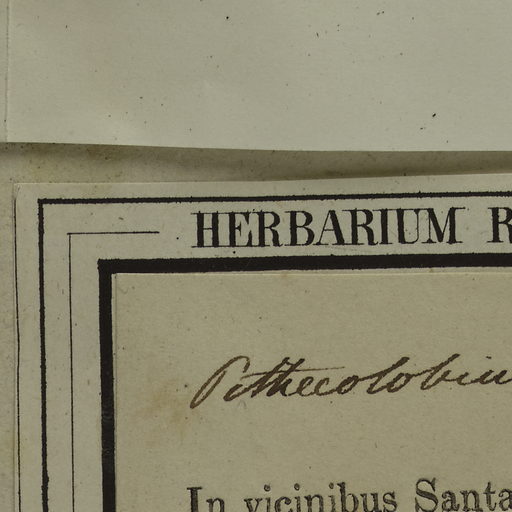 HERBARIUM R
Pithecolobiu
In vicinibus Santa